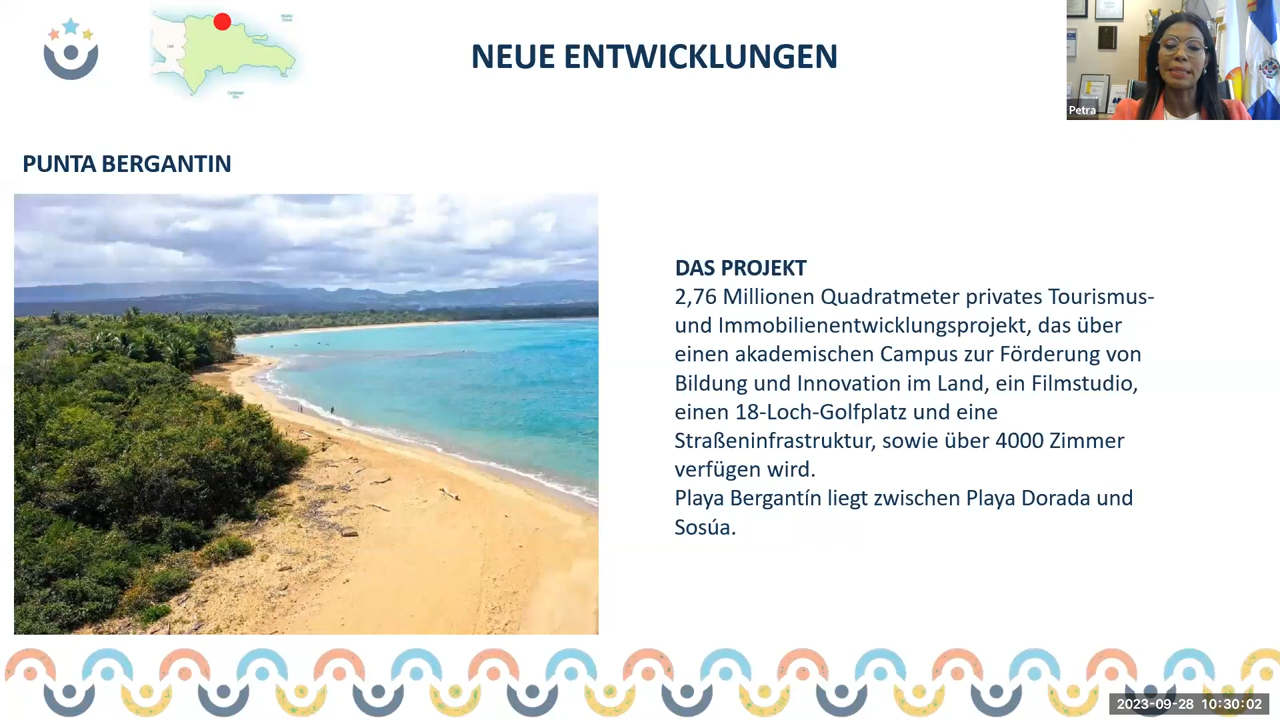 NEUE ENTWICKLUNGEN
Petra
PUNTA BERGANTIN
DAS PROJEKT
2,76 Millionen Quadratmeter privates Tourismus-
und Immobilienentwicklungsprojekt, das über
einen akademischen Campus zur Förderung von
Bildung und Innovation im Land, ein Filmstudio,
einen 18-Loch-Golfplatz und eine
Straßeninfrastruktur, sowie über 4000 Zimmer
verfügen wird.
Playa Bergantín liegt zwischen Playa Dorada und
Sosúa.
2023-09-28 10:30:02